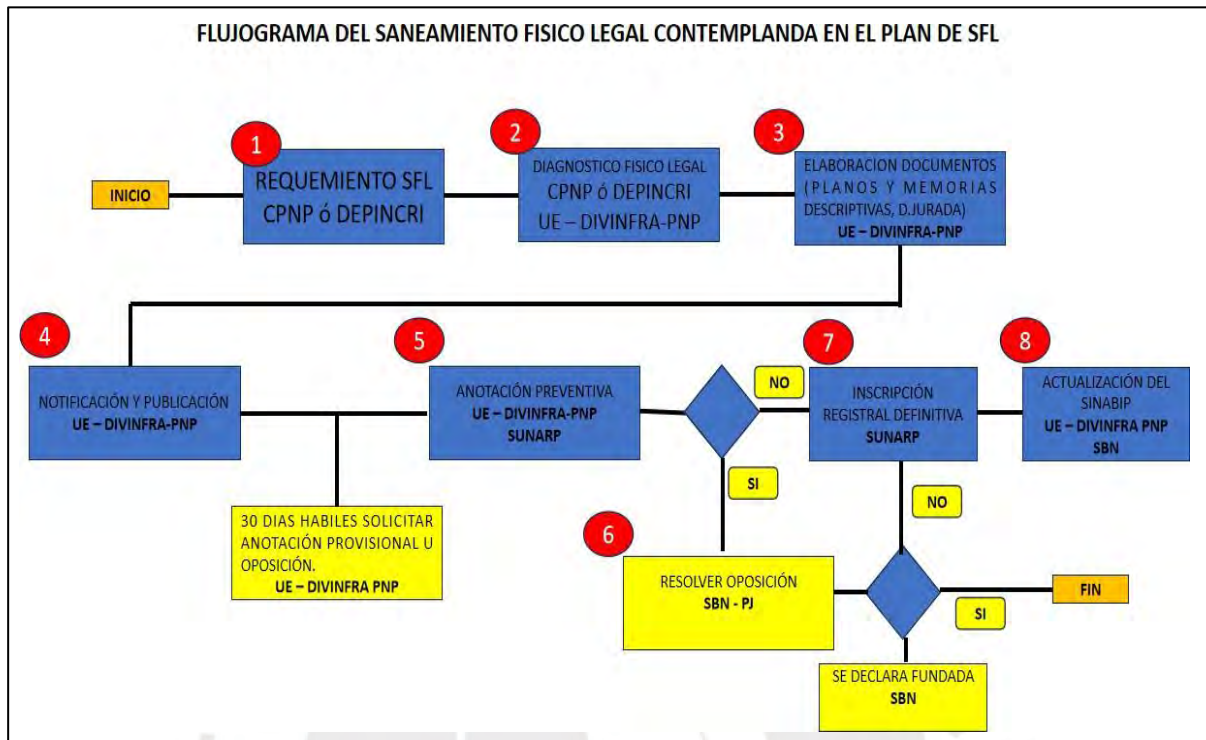 FLUJOGRAMA DEL SANEAMIENTO FISICO LEGAL CONTEMPLANDA EN EL PLAN DE SFL
INICIO
1
REQUEMIENTO SFL
CPNP ó DEPINCRI
2
DIAGNOSTICO FISICO LEGAL
CPNP ó DEPINCRI
UE – DIVINFRA-PNP
3
ELABORACION DOCUMENTOS
(PLANOS Y MEMORIAS
DESCRIPTIVAS, D.JURADA)
UE – DIVINFRA-PNP
4
NOTIFICACIÓN Y PUBLICACIÓN
UE – DIVINFRA-PNP
30 DIAS HABILES SOLICITAR
ANOTACIÓN PROVISIONAL U
OPOSICIÓN.
UE – DIVINFRA PNP
5
ANOTACIÓN PREVENTIVA
UE – DIVINFRA-PNP
SUNARP
NO
SI
6
RESOLVER OPOSICIÓN
SBN - PJ
7
INSCRIPCIÓN
REGISTRAL DEFINITIVA
SUNARP
8
ACTUALIZACIÓN DEL
SINABIP
UE – DIVINFRA PNP
SBN
NO
SI
FIN
SE DECLARA FUNDADA
SBN